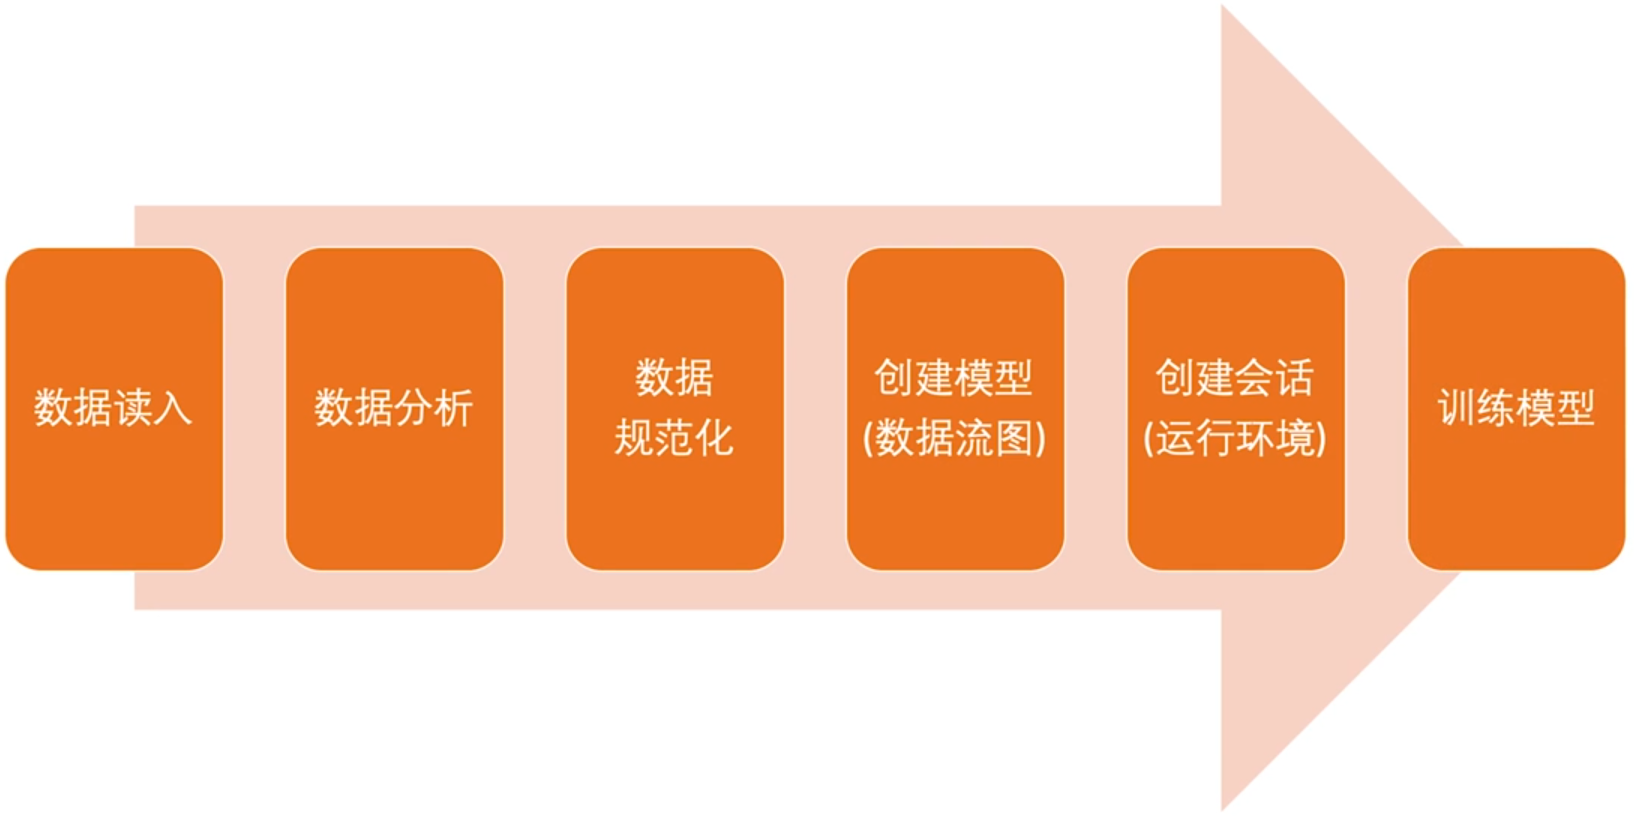 数据读入
数据分析
数据
规范化
创建模型
(数据流图)
创建会话
(运行环境)
训练模型